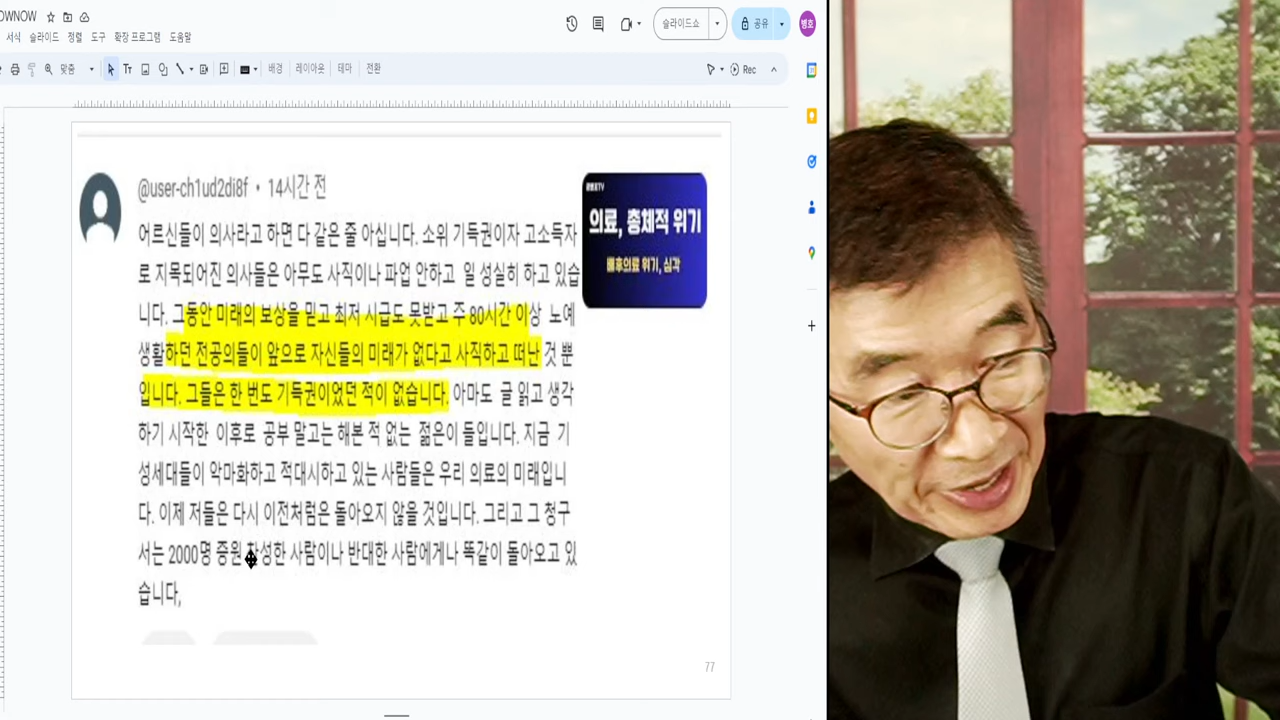 OWNOW
서식 슬라이드 정렬 도구 확장 프로그램 도움말
슬라이드쇼 공유 병호
맞춤 Tт 배경 레이아웃 테마 전환 Rec
@user-ch1ud2di8f • 14시간 전
어르신들이 의사라고 하면 다 같은 줄 아십니다. 소위 기득권이자 고소득자
로 지목되어진 의사들은 아무도 사직이나 파업 안하고 일 성실히 하고 있습
니다. 그동안 미래의 보상을 믿고 최저 시급도 못받고 주 80시간 이상 노예
생활하던 전공의들이 앞으로 자신들의 미래가 없다고 사직하고 떠난 것 뿐
입니다. 그들은 한 번도 기득권이었던 적이 없습니다. 아마도 글 읽고 생각
하기 시작한 이후로 공부 말고는 해본 적 없는 젊은이 들입니다. 지금 기
성세대들이 악마화하고 적대시하고 있는 사람들은 우리 의료의 미래입니
다. 이제 저들은 다시 이전처럼은 돌아오지 않을 것입니다. 그리고 그 청구
서는 2000명 증원 찬성한 사람이나 반대한 사람에게나 똑같이 돌아오고 있
습니다,
의료, 총체적 위기
배후의료 위기, 심각
77